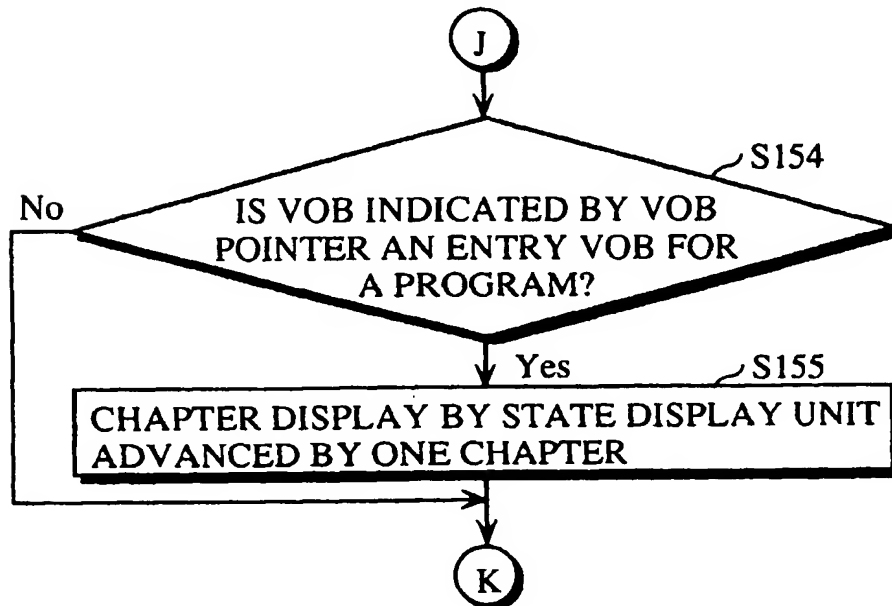 J
S154
No
IS VOB INDICATED BY VOB
POINTER AN ENTRY VOB FOR
A PROGRAM?
Yes
S155
CHAPTER DISPLAY BY STATE DISPLAY UNIT
ADVANCED BY ONE CHAPTER
K